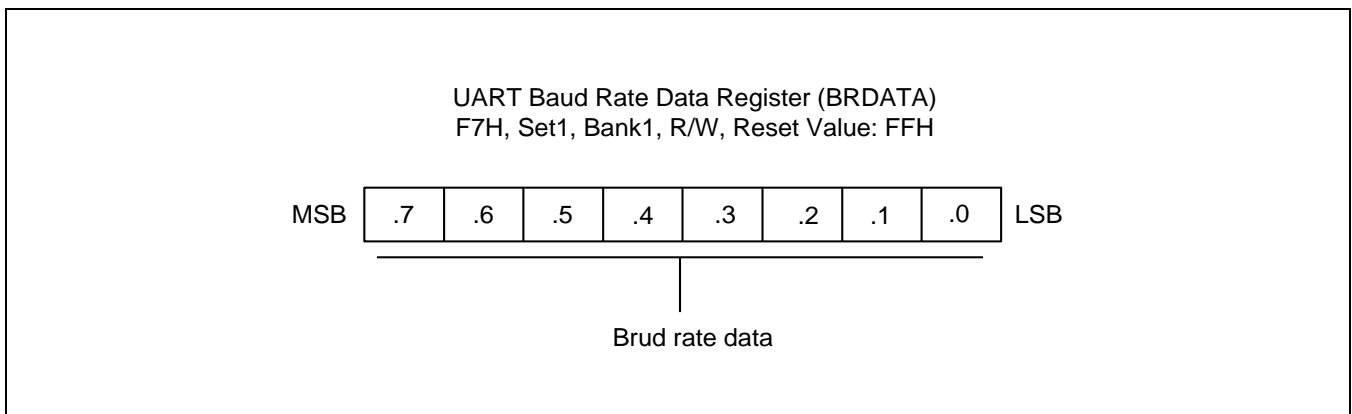 UART Baud Rate Data Register (BRDATA)
F7H, Set1, Bank1, R/W, Reset Value: FFH
MSB .7 .6 .5 .4 .3 .2 .1 .0 LSB
Brud rate data